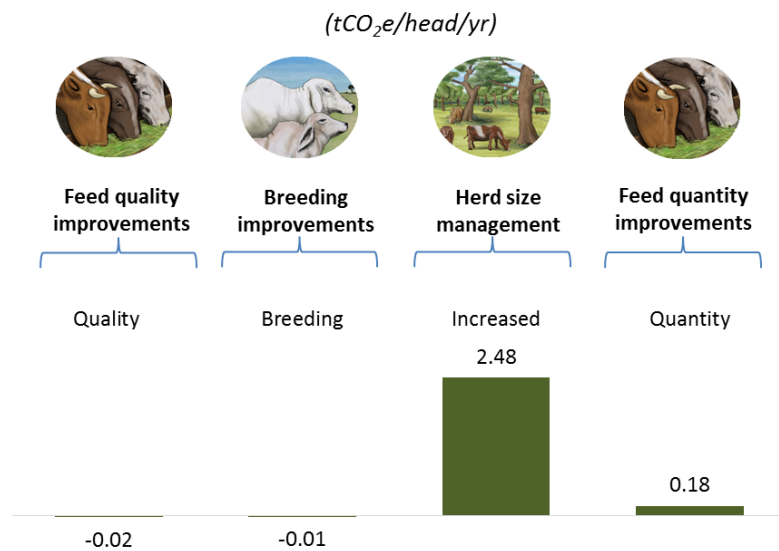 (tCO₂e/head/yr)
Feed quality
improvements
Breeding
improvements
Herd size
management
Feed quantity
improvements
Quality
Breeding
Increased
Quantity
2.48
0.18
-0.02
-0.01